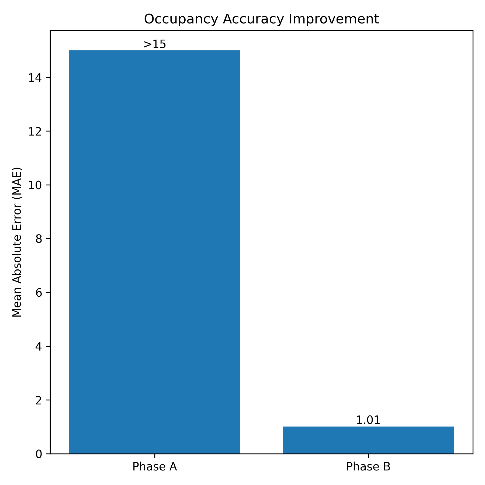 Occupancy Accuracy Improvement
>15
14
12
10
8
6
4
2
0
1.01
Mean Absolute Error (MAE)
Phase A
Phase B